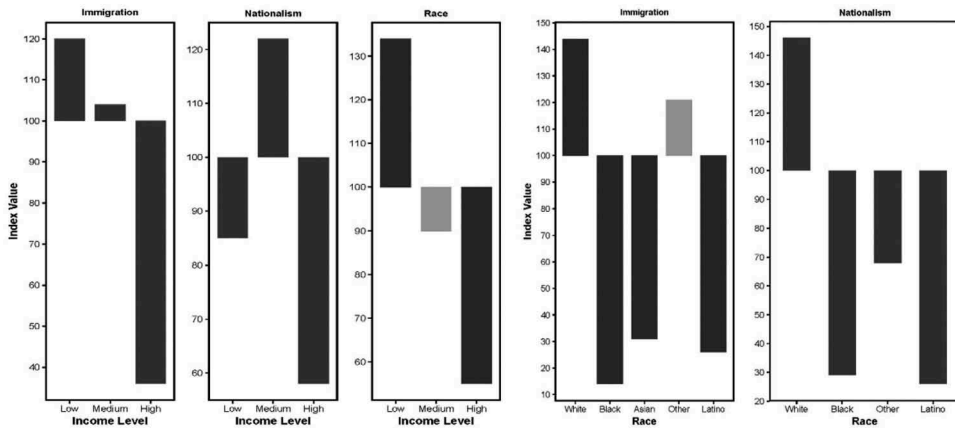 Immigration
Nationalism
Race
Immigration
Nationalism
Index Value
120
110
100
90
80
70
60
50
40
Low Medium High
Income Level
120
110
100
90
80
70
60
Low Medium High
Income Level
130
120
110
100
90
80
70
60
Low Medium High
Income Level
Index Value
150
140
130
120
110
100
90
80
70
60
50
40
30
20
10
White Black Asian Other Latino
Race
Index Value
150
140
130
120
110
100
90
80
70
60
50
40
30
20
White Black Other Latino
Race